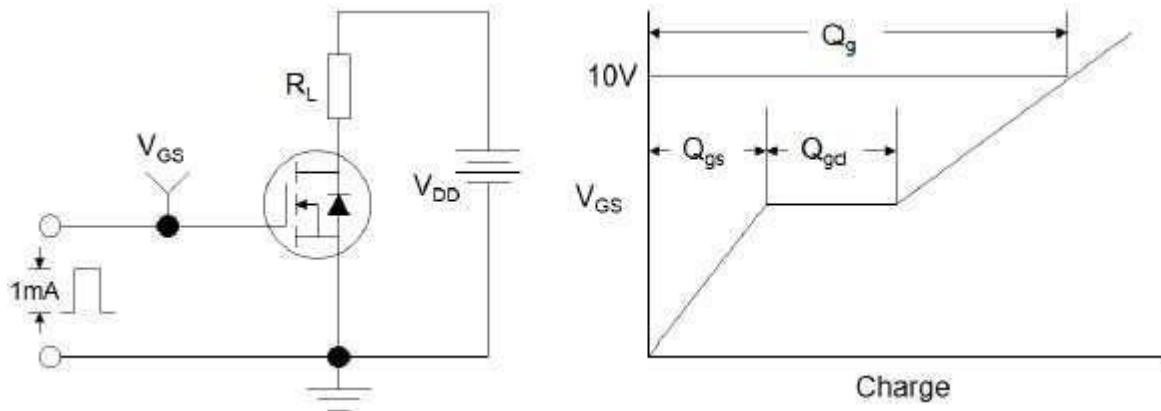 R_L
V_GS
V_DD
1mA
Q_g
10V
Q_gs
Q_gd
V_GS
Charge